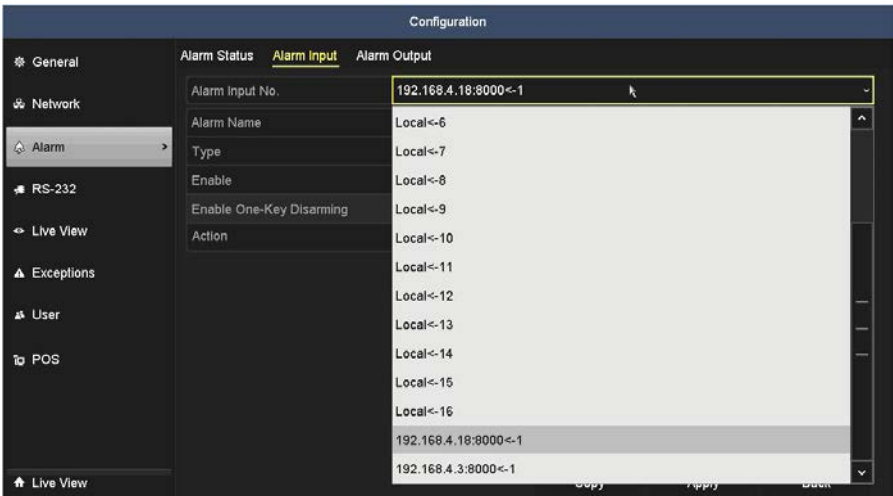 Configuration
General
Network
Alarm
RS-232
Live View
Exceptions
User
POS
Live View
Alarm Status Alarm Input Alarm Output
Alarm Input No. 192.168.4.18:8000<-1
Alarm Name
Type
Enable
Enable One-Key Disarming
Action
Local<-6
Local<-7
Local<-8
Local<-9
Local<-10
Local<-11
Local<-12
Local<-13
Local<-14
Local<-15
Local<-16
192.168.4.18:8000<-1
192.168.4.3:8000<-1
Copy Apply Back